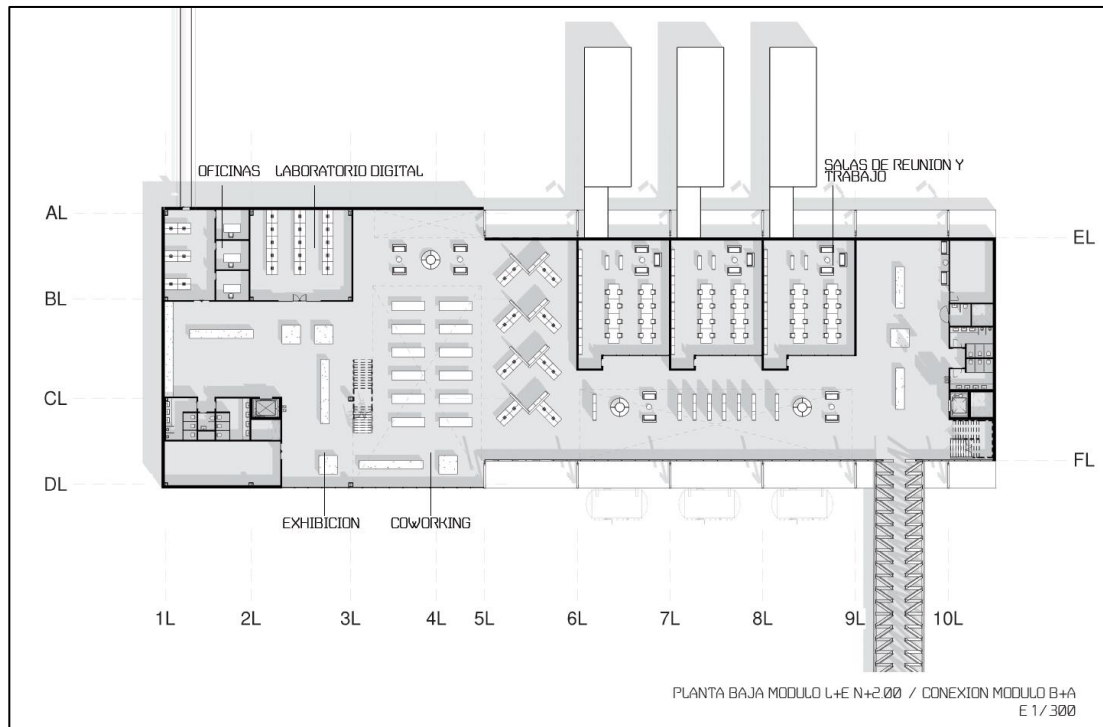 OFICINAS LABORATORIO DIGITAL
SALAS DE REUNION Y
TRABAJO
AL
EL
BL
CL
FL
DL
EXHIBICION COWORKING
1L 2L 3L 4L 5L 6L 7L 8L 9L 10L
PLANTA BAJA MODULO L+E N+2.00 / CONEXION MODULO B+A
E 1/300